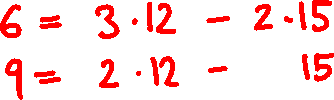 6 = 3·12 - 2·15
9 = 2·12 - 15